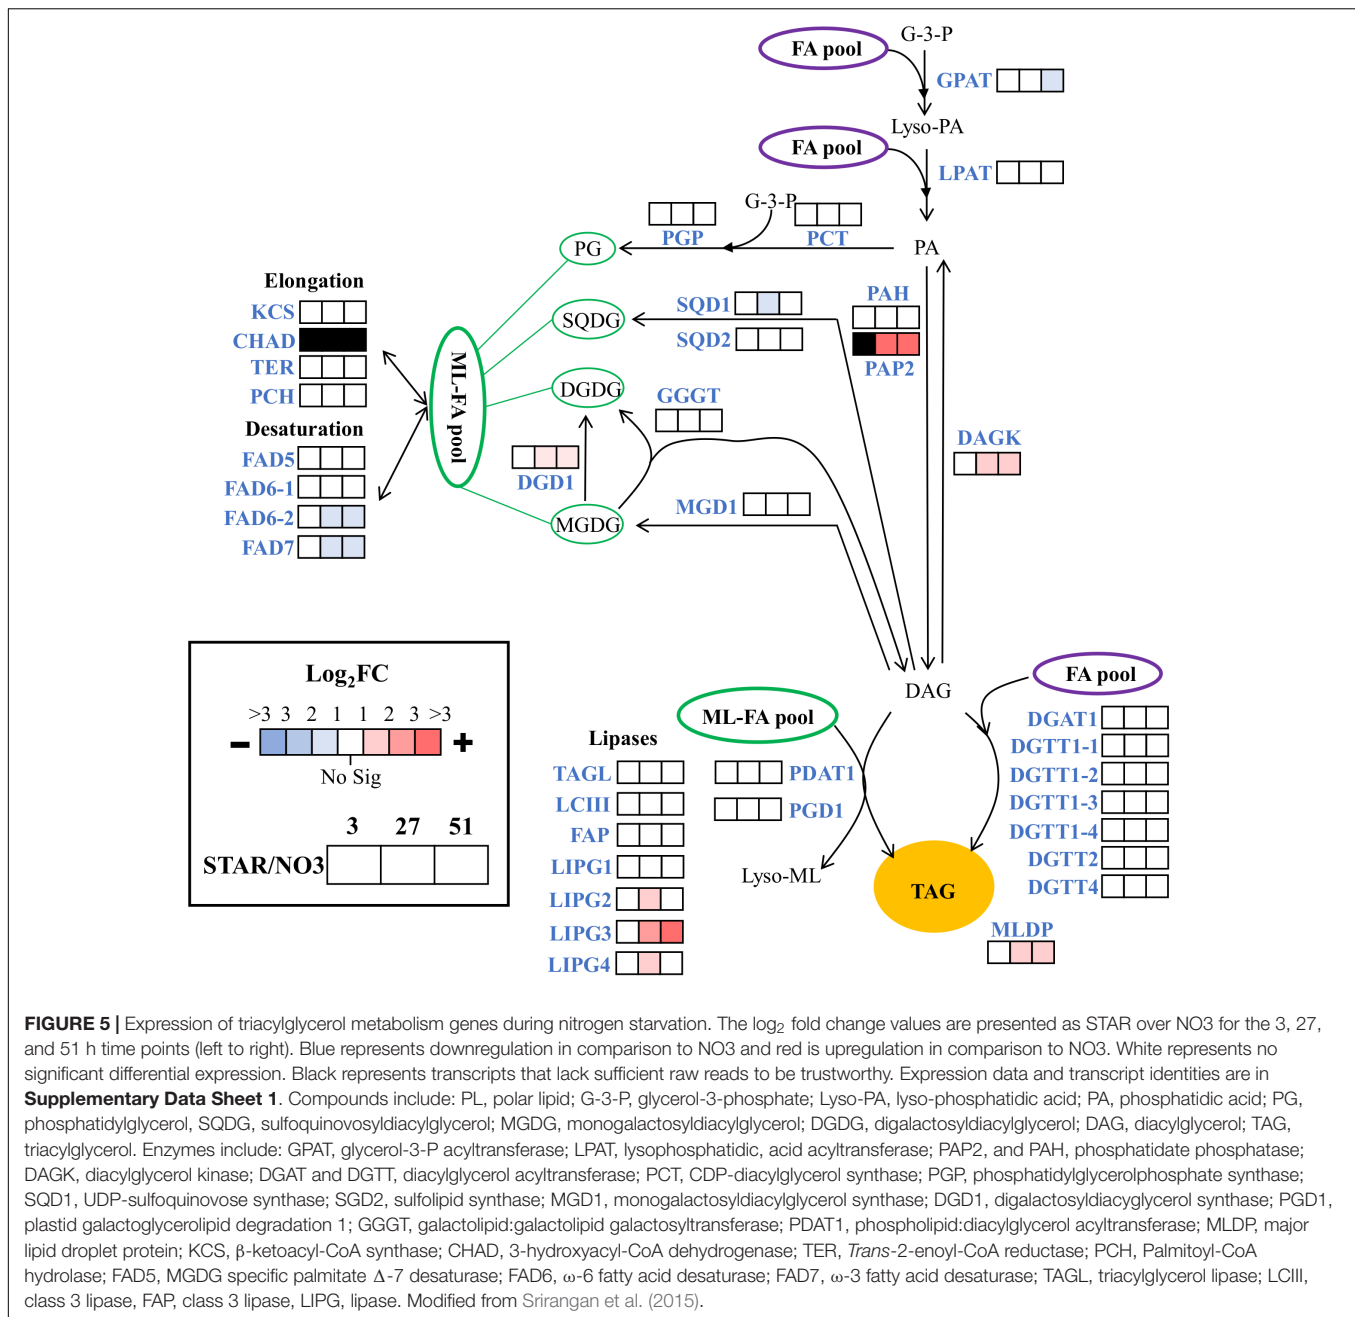 FA pool
G-3-P
GPAT
Lyso-PA
FA pool
LPAT
G-3-P
PGP
PCT
PG
PA
Elongation
KCS
CHAD
TER
PCH
Desaturation
FAD5
FAD6-1
FAD6-2
FAD7
ML-FA pool
SQDG
SQD1
SQD2
PAH
PAP2
DGDG
GGGT
DAGK
DGD1
MGDG
MGD1
Log2FC
>3 3 2 1 1 2 3 >3
− +
No Sig
3 27 51
STAR/NO3
DAG
FA pool
ML-FA pool
Lipases
TAGL
LCIII
FAP
LIPG1
LIPG2
LIPG3
LIPG4
PDAT1
PGD1
Lyso-ML
TAG
DGAT1
DGTT1-1
DGTT1-2
DGTT1-3
DGTT1-4
DGTT2
DGTT4
MLDP
FIGURE 5 | Expression of triacylglycerol metabolism genes during nitrogen starvation. The log2 fold change values are presented as STAR over NO3 for the 3, 27,
and 51 h time points (left to right). Blue represents downregulation in comparison to NO3 and red is upregulation in comparison to NO3. White represents no
significant differential expression. Black represents transcripts that lack sufficient raw reads to be trustworthy. Expression data and transcript identities are in
Supplementary Data Sheet 1. Compounds include: PL, polar lipid; G-3-P, glycerol-3-phosphate; Lyso-PA, lyso-phosphatidic acid; PA, phosphatidic acid; PG,
phosphatidylglycerol, SQDG, sulfoquinovosyldiacylglycerol; MGDG, monogalactosyldiacylglycerol; DGDG, digalactosyldiacylglycerol; DAG, diacylglycerol; TAG,
triacylglycerol. Enzymes include: GPAT, glycerol-3-P acyltransferase; LPAT, lysophosphatidic, acid acyltransferase; PAP2, and PAH, phosphatidate phosphatase;
DAGK, diacylglycerol kinase; DGAT and DGTT, diacylglycerol acyltransferase; PCT, CDP-diacylglycerol synthase; PGP, phosphatidylglycerolphosphate synthase;
SQD1, UDP-sulfoquinovose synthase; SGD2, sulfolipid synthase; MGD1, monogalactosyldiacylglycerol synthase; DGD1, digalactosyldiacyglycerol synthase; PGD1,
plastid galactoglycerolipid degradation 1; GGGT, galactolipid:galactolipid galactosyltransferase; PDAT1, phospholipid:diacylglycerol acyltransferase; MLDP, major
lipid droplet protein; KCS, β-ketoacyl-CoA synthase; CHAD, 3-hydroxyacyl-CoA dehydrogenase; TER, Trans-2-enoyl-CoA reductase; PCH, Palmitoyl-CoA
hydrolase; FAD5, MGDG specific palmitate Δ-7 desaturase; FAD6, ω-6 fatty acid desaturase; FAD7, ω-3 fatty acid desaturase; TAGL, triacylglycerol lipase; LCIII,
class 3 lipase, FAP, class 3 lipase, LIPG, lipase. Modified from Srirangan et al. (2015).